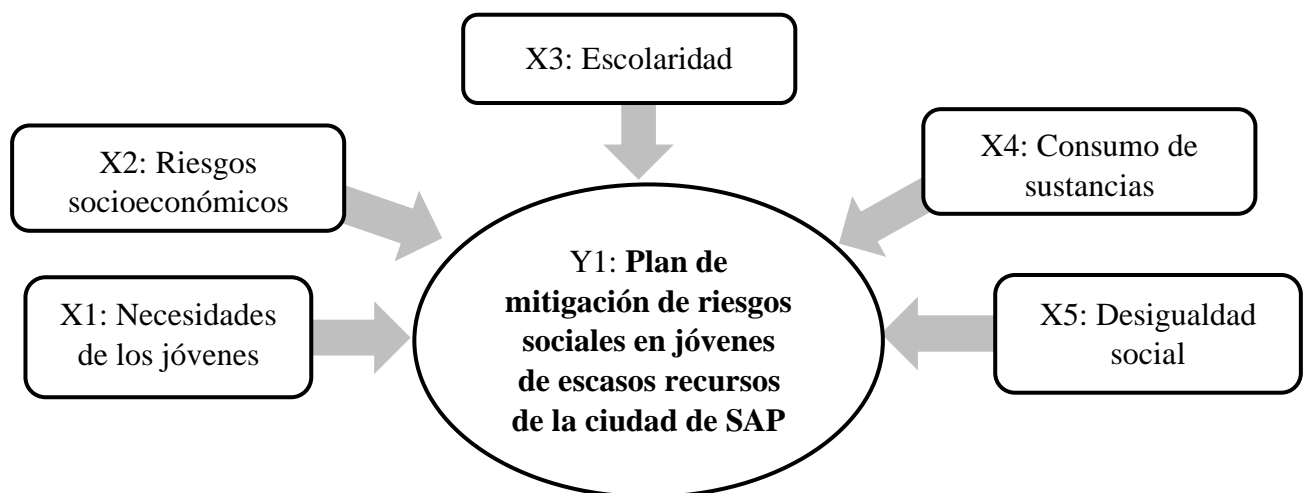 X3: Escolaridad
X2: Riesgos
socioeconómicos
X4: Consumo de
sustancias
Y1: Plan de
mitigación de riesgos
sociales en jóvenes
de escasos recursos
de la ciudad de SAP
X1: Necesidades
de los jóvenes
X5: Desigualdad
social